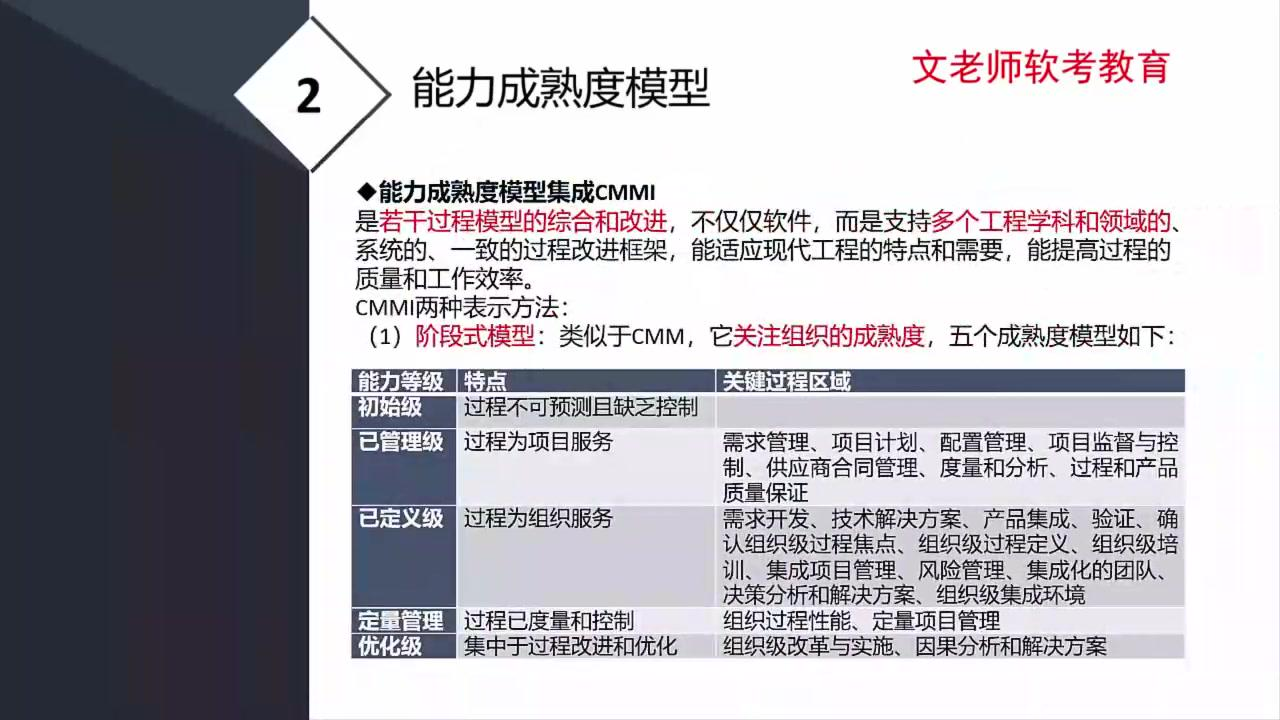 2
能力成熟度模型
文老师软考教育
◆能力成熟度模型集成CMMI
是若干过程模型的综合和改进，不仅仅软件，而是支持多个工程学科和领域的、
系统的、一致的过程改进框架，能适应现代工程的特点和需要，能提高过程的
质量和工作效率。
CMMI两种表示方法：
（1）阶段式模型：类似于CMM，它关注组织的成熟度，五个成熟度模型如下：
能力等级 特点 关键过程区域
初始级 过程不可预测且缺乏控制
已管理级 过程为项目服务 需求管理、项目计划、配置管理、项目监督与控
制、供应商合同管理、度量和分析、过程和产品
质量保证
已定义级 过程为组织服务 需求开发、技术解决方案、产品集成、验证、确
认组织级过程焦点、组织级过程定义、组织级培
训、集成项目管理、风险管理、集成化的团队、
决策分析和解决方案、组织级集成环境
定量管理 过程已度量和控制 组织过程性能、定量项目管理
优化级 集中于过程改进和优化 组织级改革与实施、因果分析和解决方案